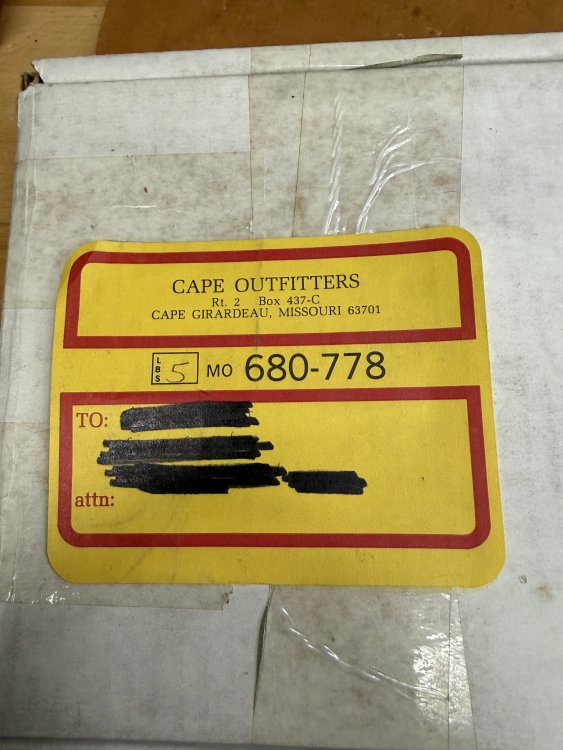 CAPE OUTFITTERS
Rt. 2 Box 437-C
CAPE GIRARDEAU, MISSOURI 63701
LBS 5 MO 680-778
TO:
attn: